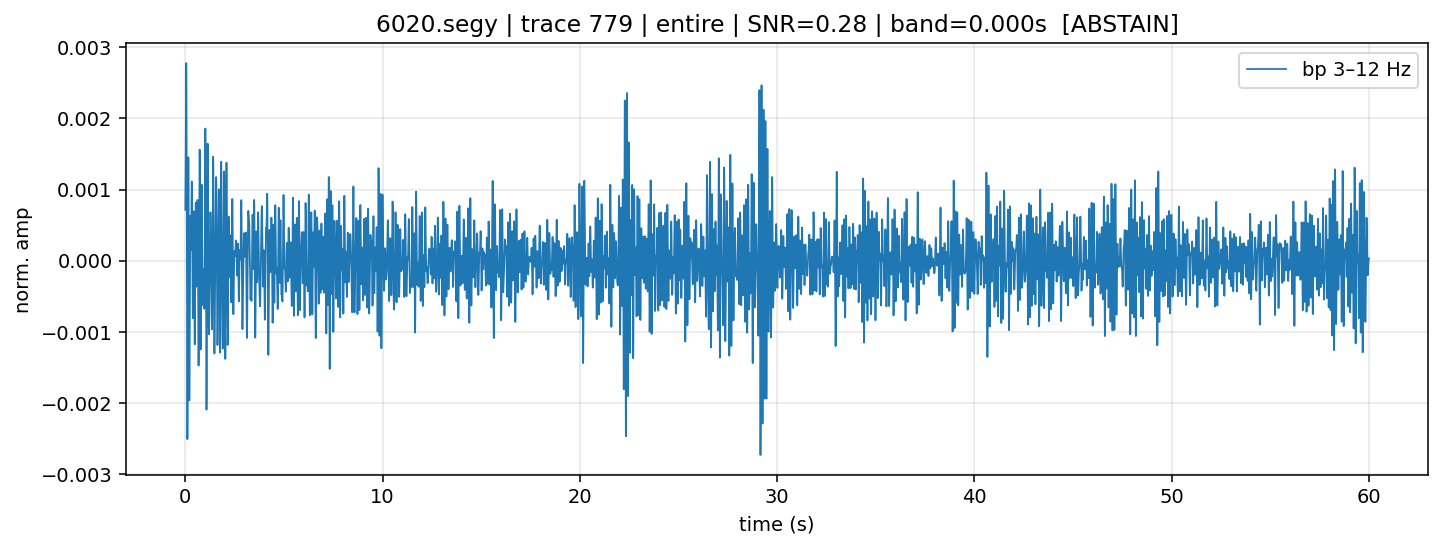 6020.segy | trace 779 | entire | SNR=0.28 | band=0.000s  [ABSTAIN]
bp 3–12 Hz
0.003
0.002
0.001
0.000
−0.001
−0.002
−0.003
norm. amp
0 10 20 30 40 50 60
time (s)